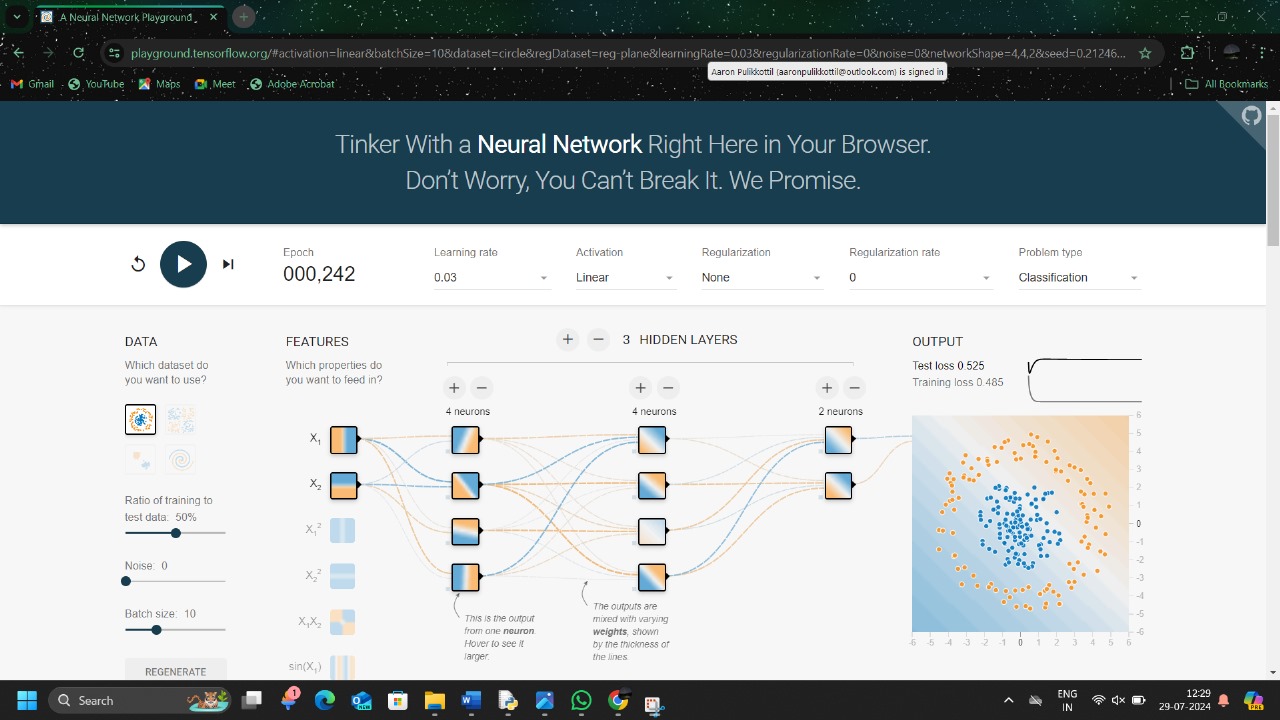 A Neural Network Playground
playground.tensorflow.org/#activation=linear&batchSize=10&dataset=circle&regDataset=reg-plane&learningRate=0.03&regularizationRate=0&noise=0&networkShape=4,4,2&seed=0.21246...
Aaron Pulikkottil (aaronpulikkottil@outlook.com) is signed in
Gmail YouTube Maps Meet Adobe Acrobat All Bookmarks
Tinker With a Neural Network Right Here in Your Browser.
Don't Worry, You Can't Break It. We Promise.
Epoch Learning rate Activation Regularization Regularization rate Problem type
000,242 0.03 Linear None 0 Classification
DATA FEATURES + − 3 HIDDEN LAYERS OUTPUT
Which dataset do
you want to use?
Which properties do
you want to feed in?
Test loss 0.525
Training loss 0.485
+ − + − + −
4 neurons 4 neurons 2 neurons
X₁
X₂
X₁²
X₂²
X₁X₂
sin(X₁)
Ratio of training to
test data: 50%
Noise: 0
Batch size: 10
REGENERATE
This is the output
from one neuron.
Hover to see it
larger.
The outputs are
mixed with varying
weights, shown
by the thickness of
the lines.
6
5
4
3
2
1
0
-1
-2
-3
-4
-5
-6
-6 -5 -4 -3 -2 -1 0 1 2 3 4 5 6
Search
1
ENG
IN
12:29
29-07-2024
PRE